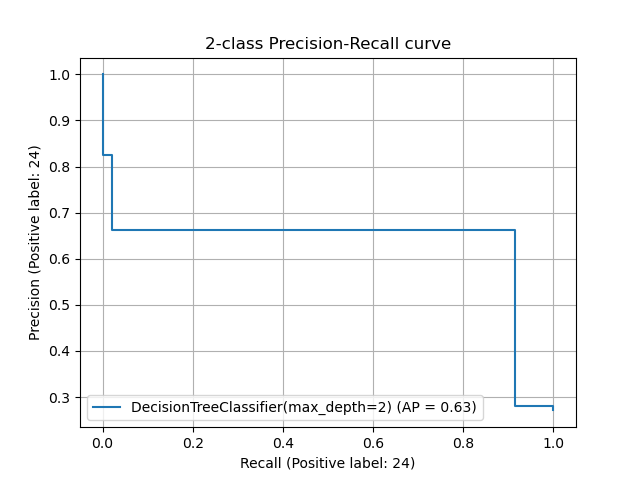 2-class Precision-Recall curve
Precision (Positive label: 24)
1.0
0.9
0.8
0.7
0.6
0.5
0.4
0.3
DecisionTreeClassifier(max_depth=2) (AP = 0.63)
0.0 0.2 0.4 0.6 0.8 1.0
Recall (Positive label: 24)